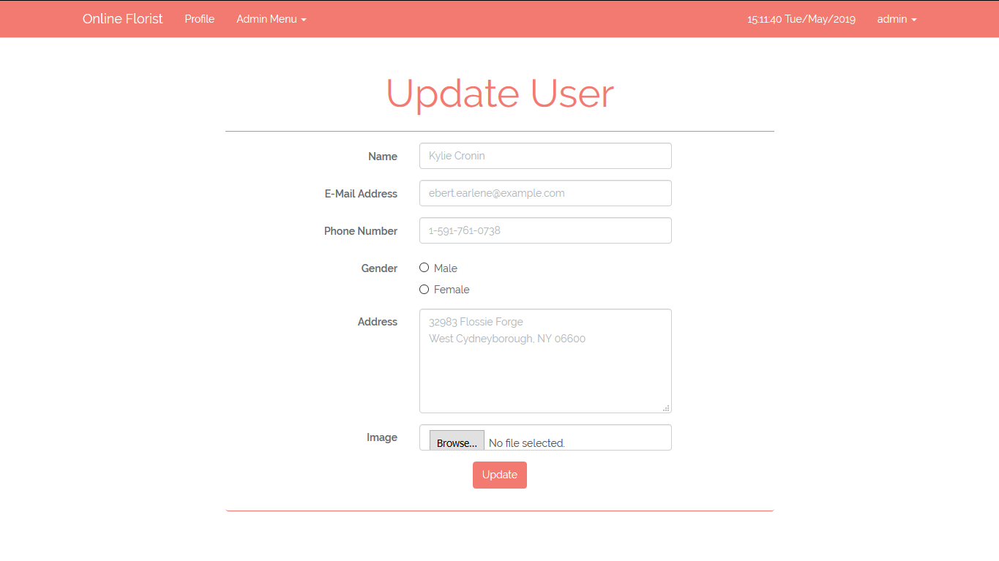 Online Florist Profile Admin Menu 15:11:40 Tue/May/2019 admin
Update User
Name Kylie Cronin
E-Mail Address ebert.earlene@example.com
Phone Number 1-591-761-0738
Gender Male
Female
Address 32983 Flossie Forge
West Cydneyborough, NY 06600
Image Browse... No file selected.
Update